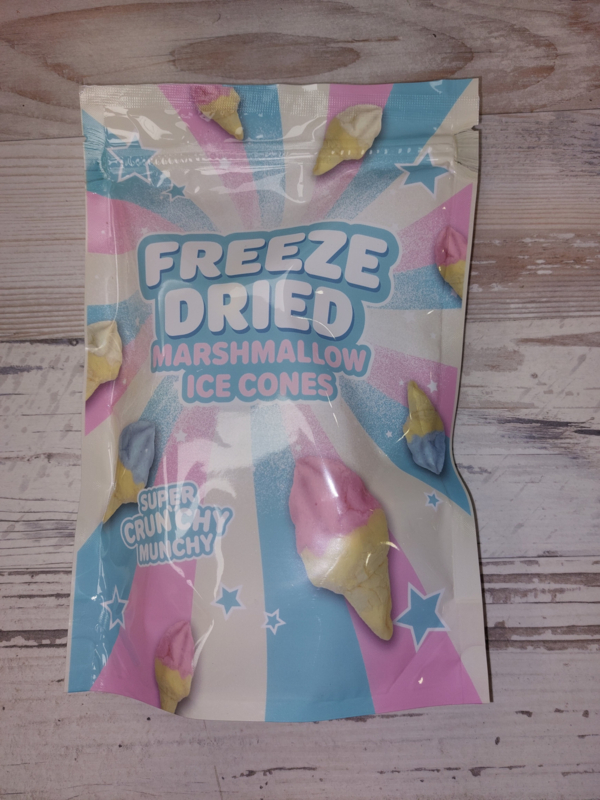 FREEZE
DRIED
MARSHMALLOW
ICE CONES
SUPER
CRUNCHY
MUNCHY